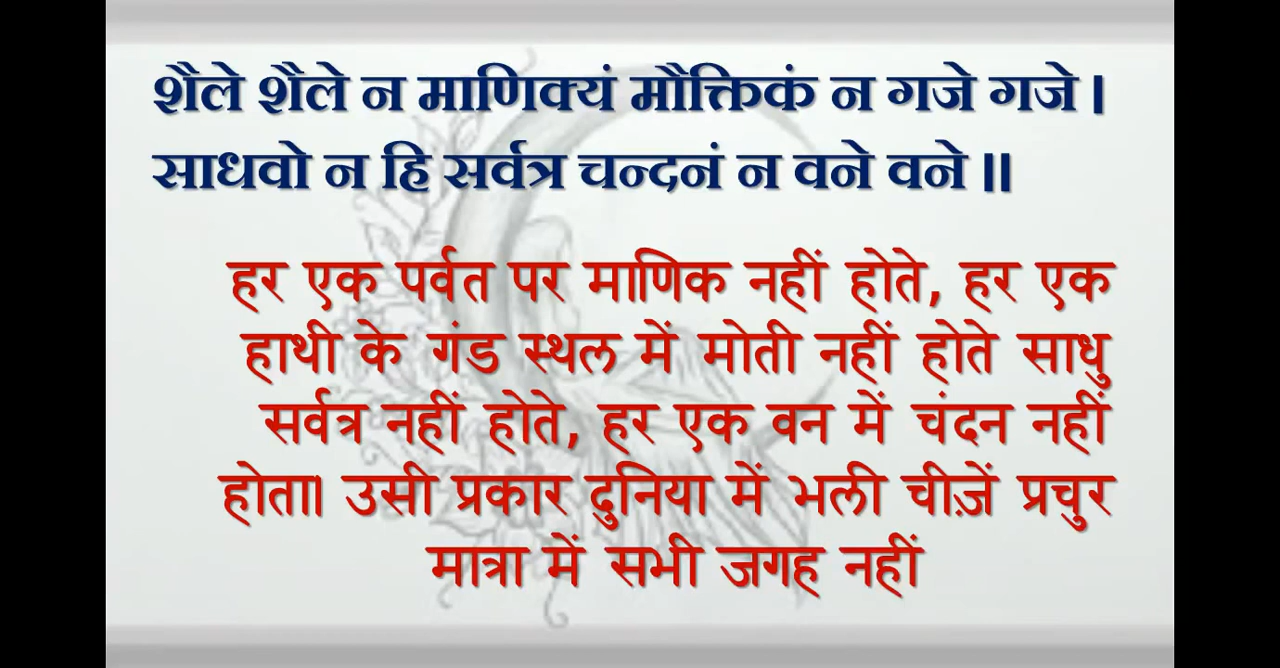 शैले शैले न माणिक्यं मौक्तिकं न गजे गजे ।
साधवो न हि सर्वत्र चन्दनं न वने वने ॥
हर एक पर्वत पर माणिक नहीं होते, हर एक
हाथी के गंड स्थल में मोती नहीं होते साधु
सर्वत्र नहीं होते, हर एक वन में चंदन नहीं
होता। उसी प्रकार दुनिया में भली चीज़ें प्रचुर
मात्रा में सभी जगह नहीं